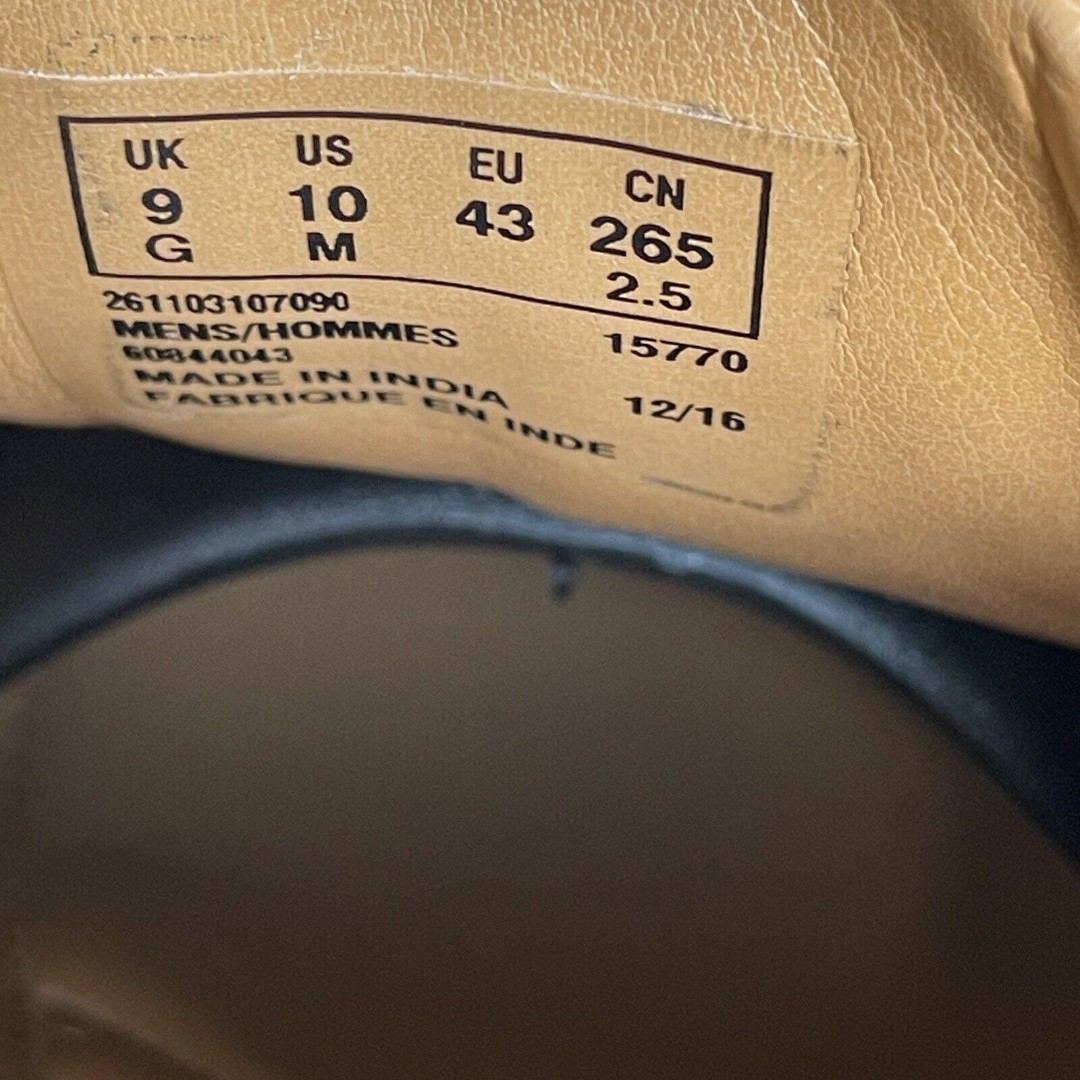 UK US EU CN
9 10 43 265
G M 2.5
261103107090
MENS/HOMMES 15770
60844043
MADE IN INDIA 12/16
FABRIQUE EN INDE